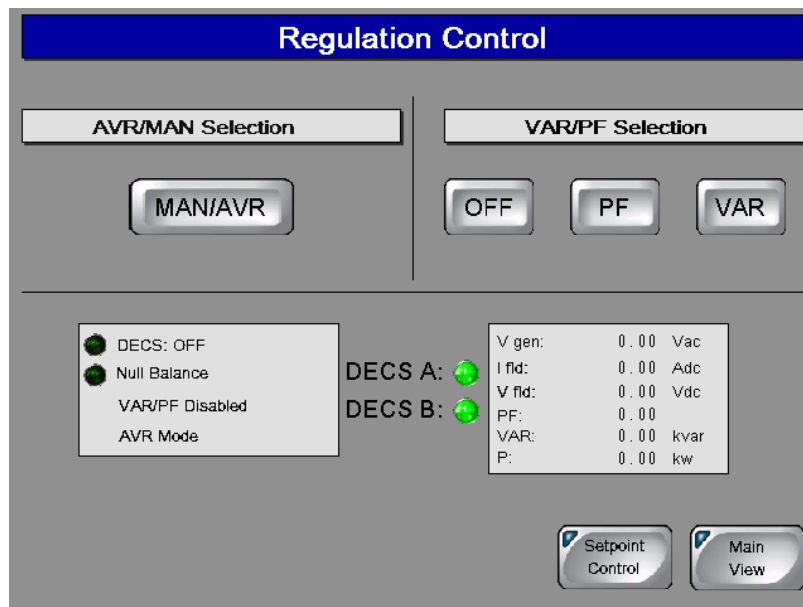 Regulation Control
AVR/MAN Selection
VAR/PF Selection
MAN/AVR
OFF
PF
VAR
DECS: OFF
Null Balance
VAR/PF Disabled
AVR Mode
DECS A:
DECS B:
V gen: 0.00 Vac
I fld: 0.00 Adc
V fld: 0.00 Vdc
PF: 0.00
VAR: 0.00 kvar
P: 0.00 kw
Setpoint
Control
Main
View